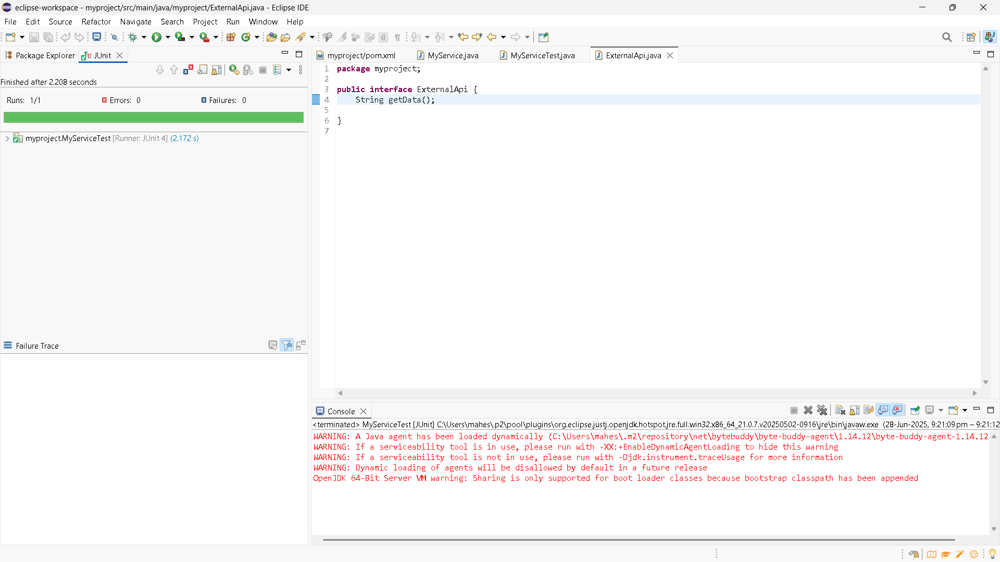 eclipse-workspace - myproject/src/main/java/myproject/ExternalApi.java - Eclipse IDE
File Edit Source Refactor Navigate Search Project Run Window Help
Package Explorer JUnit
Finished after 2.208 seconds
Runs: 1/1 Errors: 0 Failures: 0
myproject.MyServiceTest [Runner: JUnit 4] (2.172 s)
Failure Trace
myproject/pom.xml MyService.java MyServiceTest.java ExternalApi.java
1 package myproject;
2
3 public interface ExternalApi {
4 String getData();
5
6 }
7
Console
<terminated> MyServiceTest [JUnit] C:\Users\mahes\.p2\pool\plugins\org.eclipse.justj.openjdk.hotspot.jre.full.win32.x86_64_21.0.7.v20250502-0916\jre\bin\javaw.exe (28-Jun-2025, 9:21:09 pm – 9:21:12
WARNING: A Java agent has been loaded dynamically (C:\Users\mahes\.m2\repository\net\bytebuddy\byte-buddy-agent\1.14.12\byte-buddy-agent-1.14.12
WARNING: If a serviceability tool is in use, please run with -XX:+EnableDynamicAgentLoading to hide this warning
WARNING: If a serviceability tool is not in use, please run with -Djdk.instrument.traceUsage for more information
WARNING: Dynamic loading of agents will be disallowed by default in a future release
OpenJDK 64-Bit Server VM warning: Sharing is only supported for boot loader classes because bootstrap classpath has been appended